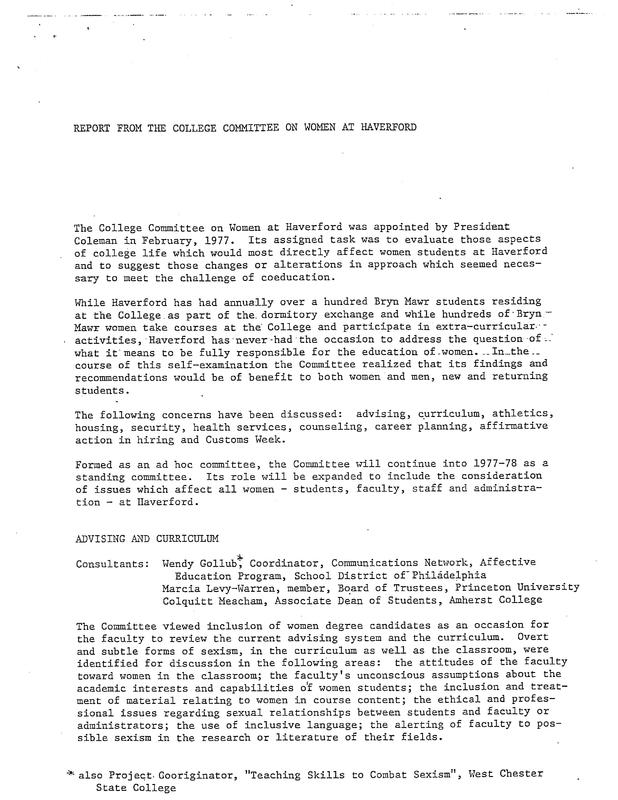 REPORT FROM THE COLLEGE COMMITTEE ON WOMEN AT HAVERFORD
The College Committee on Women at Haverford was appointed by President
Coleman in February, 1977. Its assigned task was to evaluate those aspects
of college life which would most directly affect women students at Haverford
and to suggest those changes or alterations in approach which seemed neces-
sary to meet the challenge of coeducation.
While Haverford has had annually over a hundred Bryn Mawr students residing
at the College as part of the dormitory exchange and while hundreds of Bryn
Mawr women take courses at the College and participate in extra-curricular
activities, Haverford has never had the occasion to address the question of
what it means to be fully responsible for the education of women. In the
course of this self-examination the Committee realized that its findings and
recommendations would be of benefit to both women and men, new and returning
students.
The following concerns have been discussed: advising, curriculum, athletics,
housing, security, health services, counseling, career planning, affirmative
action in hiring and Customs Week.
Formed as an ad hoc committee, the Committee will continue into 1977-78 as a
standing committee. Its role will be expanded to include the consideration
of issues which affect all women - students, faculty, staff and administra-
tion - at Haverford.
ADVISING AND CURRICULUM
Consultants: Wendy Gollub*, Coordinator, Communications Network, Affective
Education Program, School District of Philadelphia
Marcia Levy-Warren, member, Board of Trustees, Princeton University
Colquitt Meacham, Associate Dean of Students, Amherst College
The Committee viewed inclusion of women degree candidates as an occasion for
the faculty to review the current advising system and the curriculum. Overt
and subtle forms of sexism, in the curriculum as well as the classroom, were
identified for discussion in the following areas: the attitudes of the faculty
toward women in the classroom; the faculty's unconscious assumptions about the
academic interests and capabilities of women students; the inclusion and treat-
ment of material relating to women in course content; the ethical and profes-
sional issues regarding sexual relationships between students and faculty or
administrators; the use of inclusive language; the alerting of faculty to pos-
sible sexism in the research or literature of their fields.
* also Project Gooriginator, "Teaching Skills to Combat Sexism", West Chester
State College